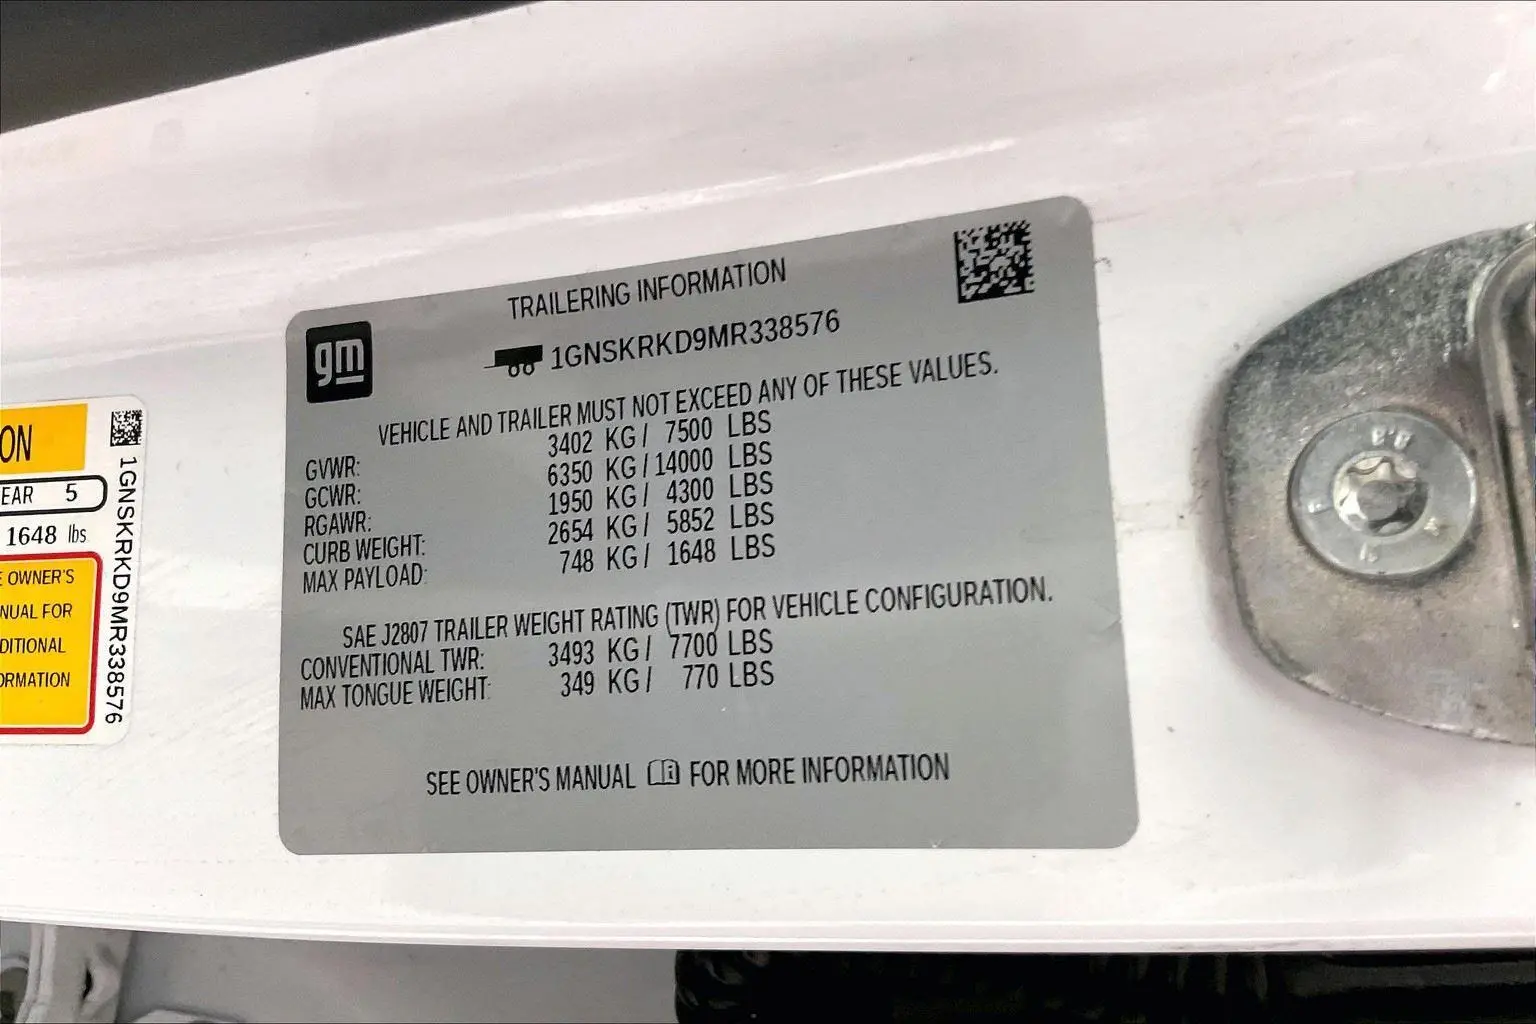 TRAILERING INFORMATION
gm
1GNSKRKD9MR338576
VEHICLE AND TRAILER MUST NOT EXCEED ANY OF THESE VALUES.
GVWR: 3402 KG / 7500 LBS
GCWR: 6350 KG / 14000 LBS
RGAWR: 1950 KG / 4300 LBS
CURB WEIGHT: 2654 KG / 5852 LBS
MAX PAYLOAD: 748 KG / 1648 LBS
SAE J2807 TRAILER WEIGHT RATING (TWR) FOR VEHICLE CONFIGURATION.
CONVENTIONAL TWR: 3493 KG / 7700 LBS
MAX TONGUE WEIGHT: 349 KG / 770 LBS
SEE OWNER'S MANUAL FOR MORE INFORMATION
ON
EAR 5
1648 lbs
E OWNER'S
NUAL FOR
DITIONAL
ORMATION
1GNSKRKD9MR338576